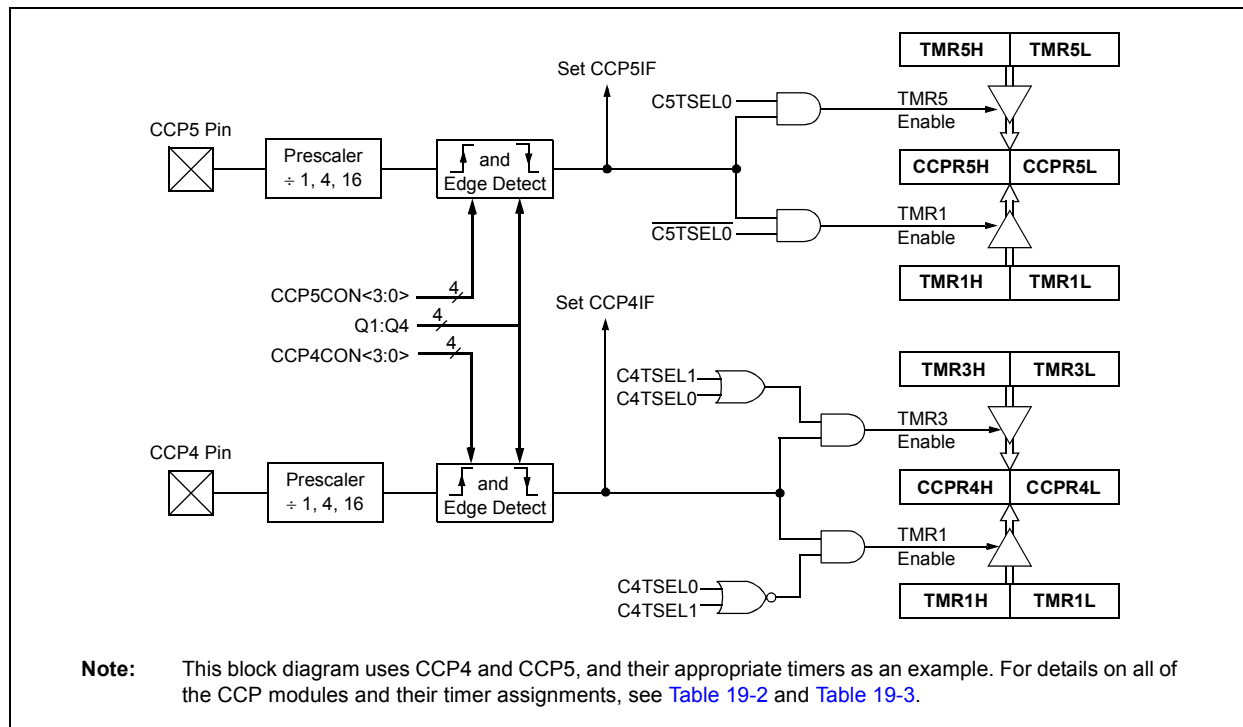 TMR5H TMR5L
Set CCP5IF
C5TSEL0
TMR5
Enable
CCP5 Pin
Prescaler
÷ 1, 4, 16
and
Edge Detect
CCPR5H CCPR5L
C5TSEL0
TMR1
Enable
TMR1H TMR1L
CCP5CON<3:0> 4
Q1:Q4 4
CCP4CON<3:0> 4
Set CCP4IF
TMR3H TMR3L
C4TSEL1
C4TSEL0
TMR3
Enable
CCP4 Pin
Prescaler
÷ 1, 4, 16
and
Edge Detect
CCPR4H CCPR4L
TMR1
Enable
C4TSEL0
C4TSEL1
TMR1H TMR1L
Note: This block diagram uses CCP4 and CCP5, and their appropriate timers as an example. For details on all of
the CCP modules and their timer assignments, see Table 19-2 and Table 19-3.